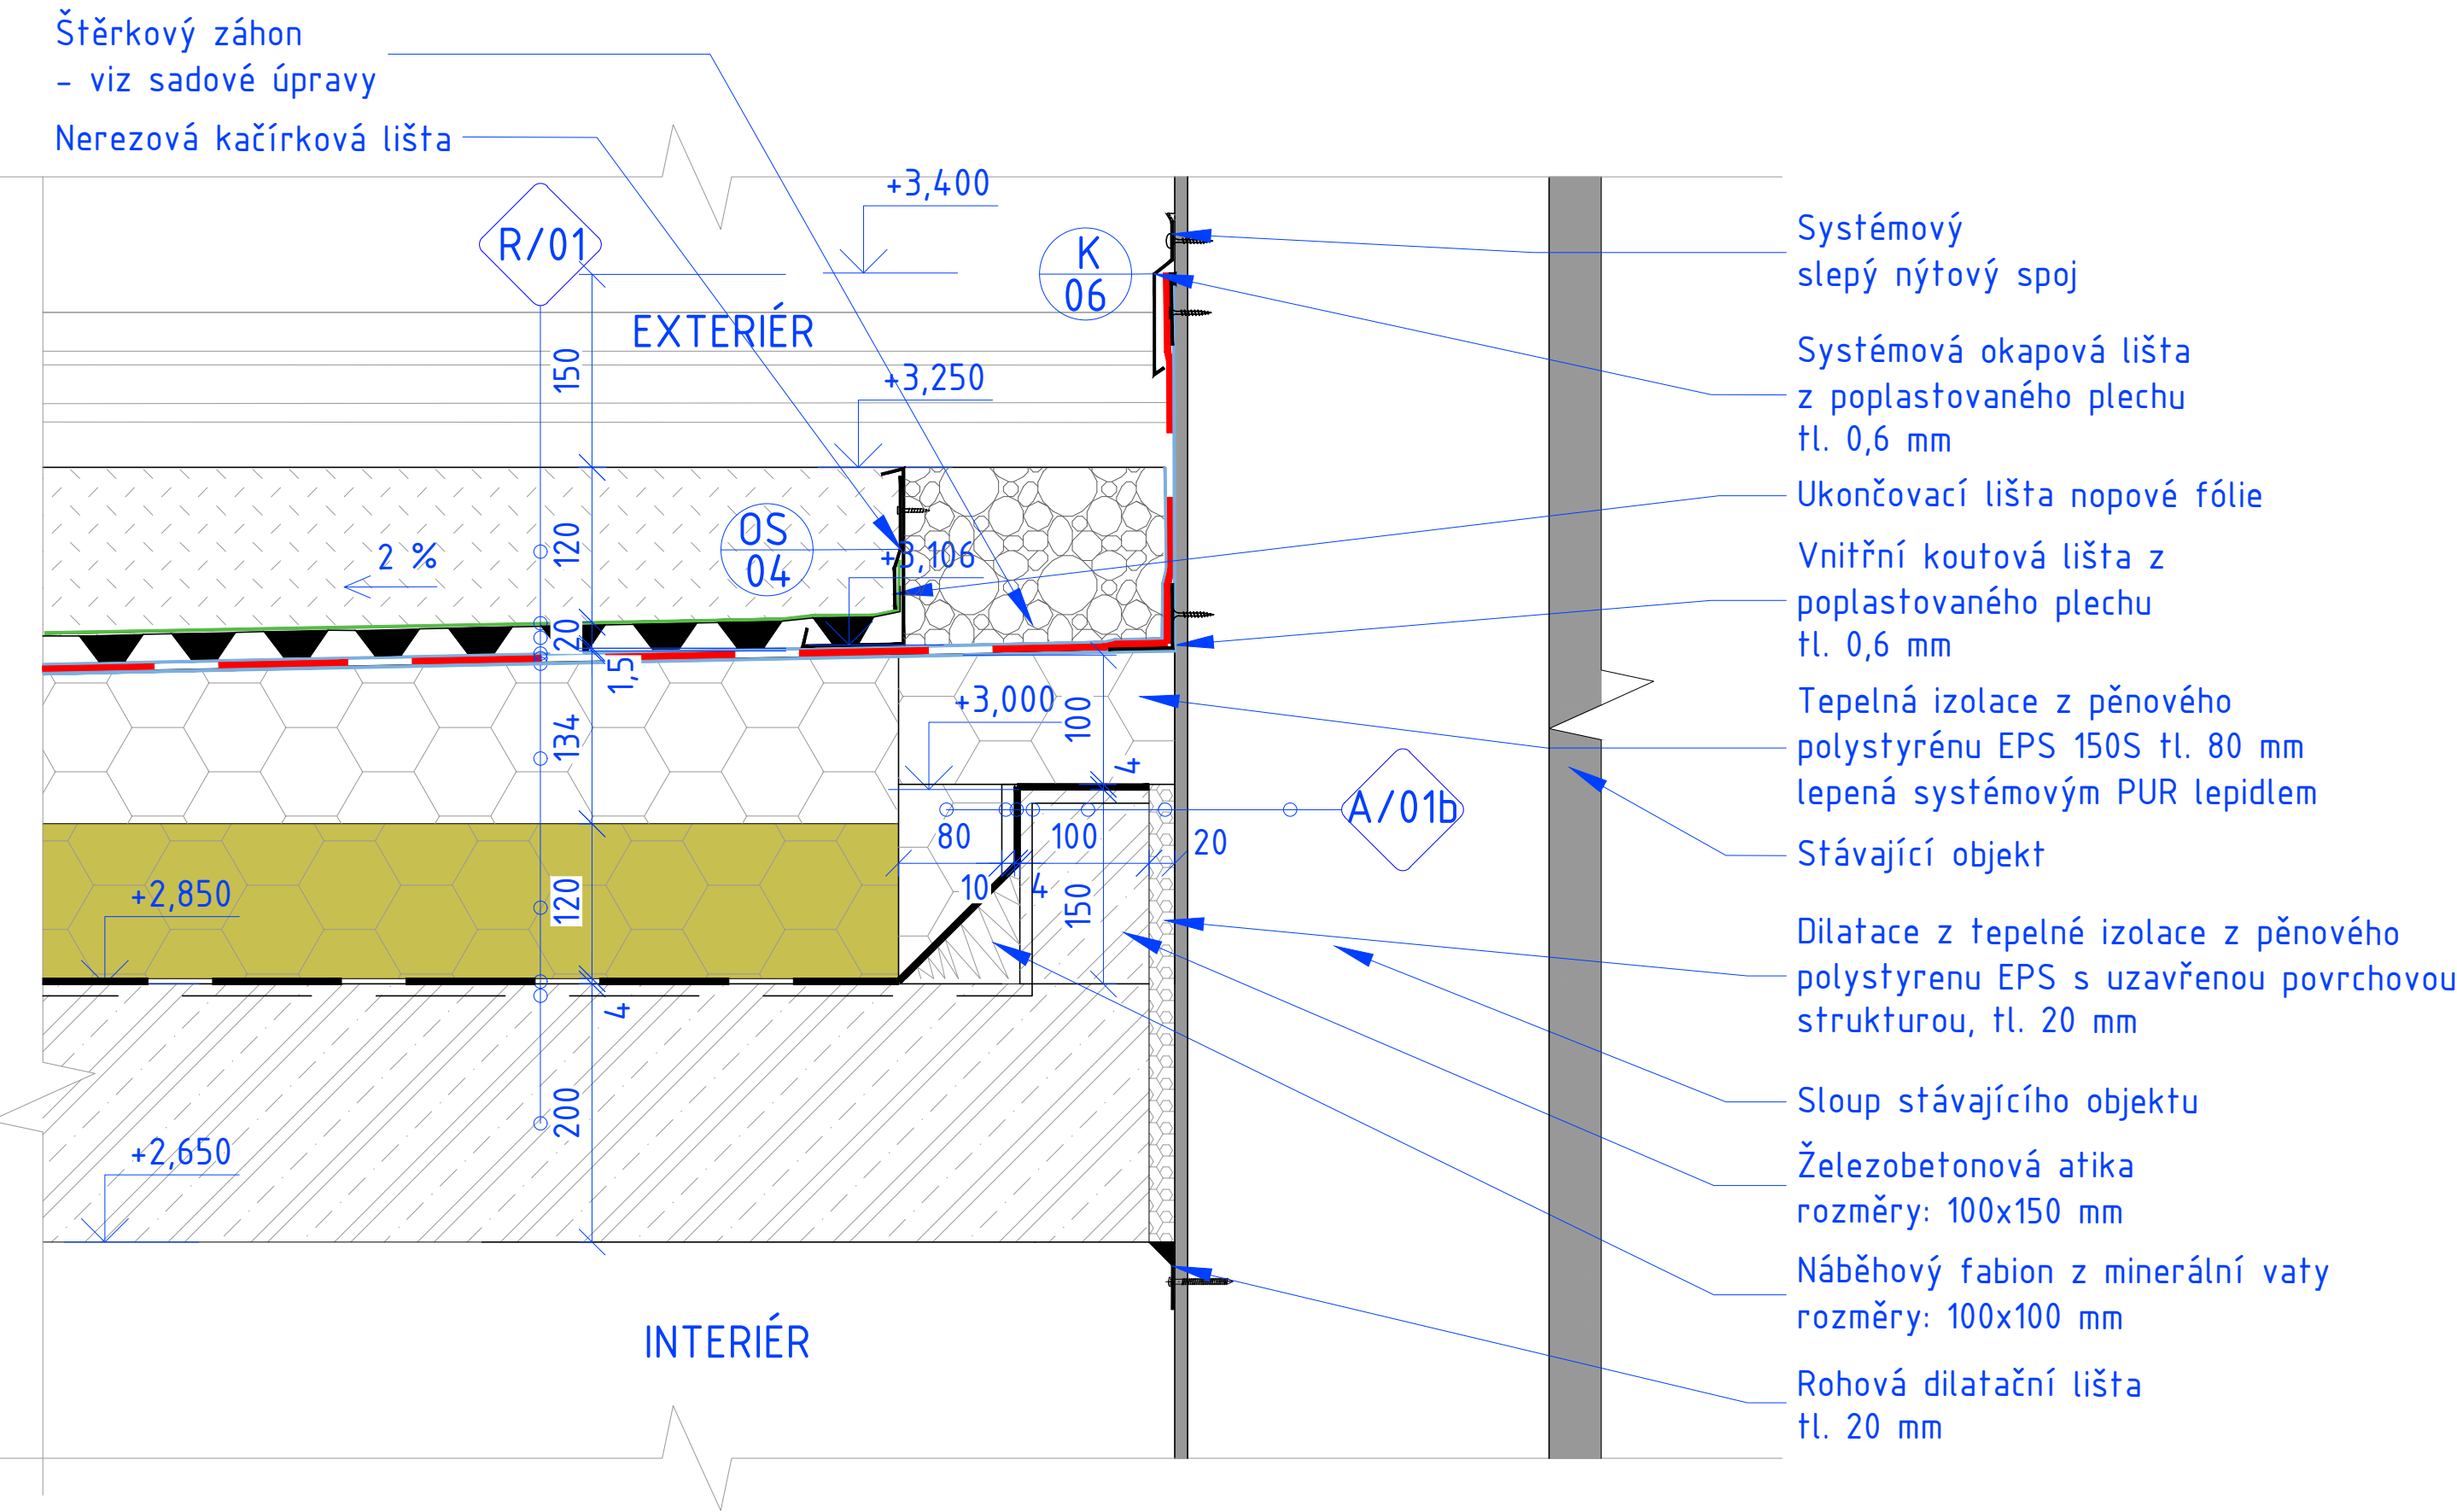 Štěrkový záhon
- viz sadové úpravy
Nerezová kačírková lišta
R/01
+3,400
K
06
EXTERIÉR
150
+3,250
OS
04
2 %
120
+3,106
20
1,5
134
+3,000
100
4
A/01b
80
100
20
10
4
150
+2,850
120
4
200
+2,650
INTERIÉR
Systémový
slepý nýtový spoj
Systémová okapová lišta
z poplastovaného plechu
tl. 0,6 mm
Ukončovací lišta nopové fólie
Vnitřní koutová lišta z
poplastovaného plechu
tl. 0,6 mm
Tepelná izolace z pěnového
polystyrénu EPS 150S tl. 80 mm
lepená systémovým PUR lepidlem
Stávající objekt
Dilatace z tepelné izolace z pěnového
polystyrenu EPS s uzavřenou povrchovou
strukturou, tl. 20 mm
Sloup stávajícího objektu
Železobetonová atika
rozměry: 100x150 mm
Náběhový fabion z minerální vaty
rozměry: 100x100 mm
Rohová dilatační lišta
tl. 20 mm